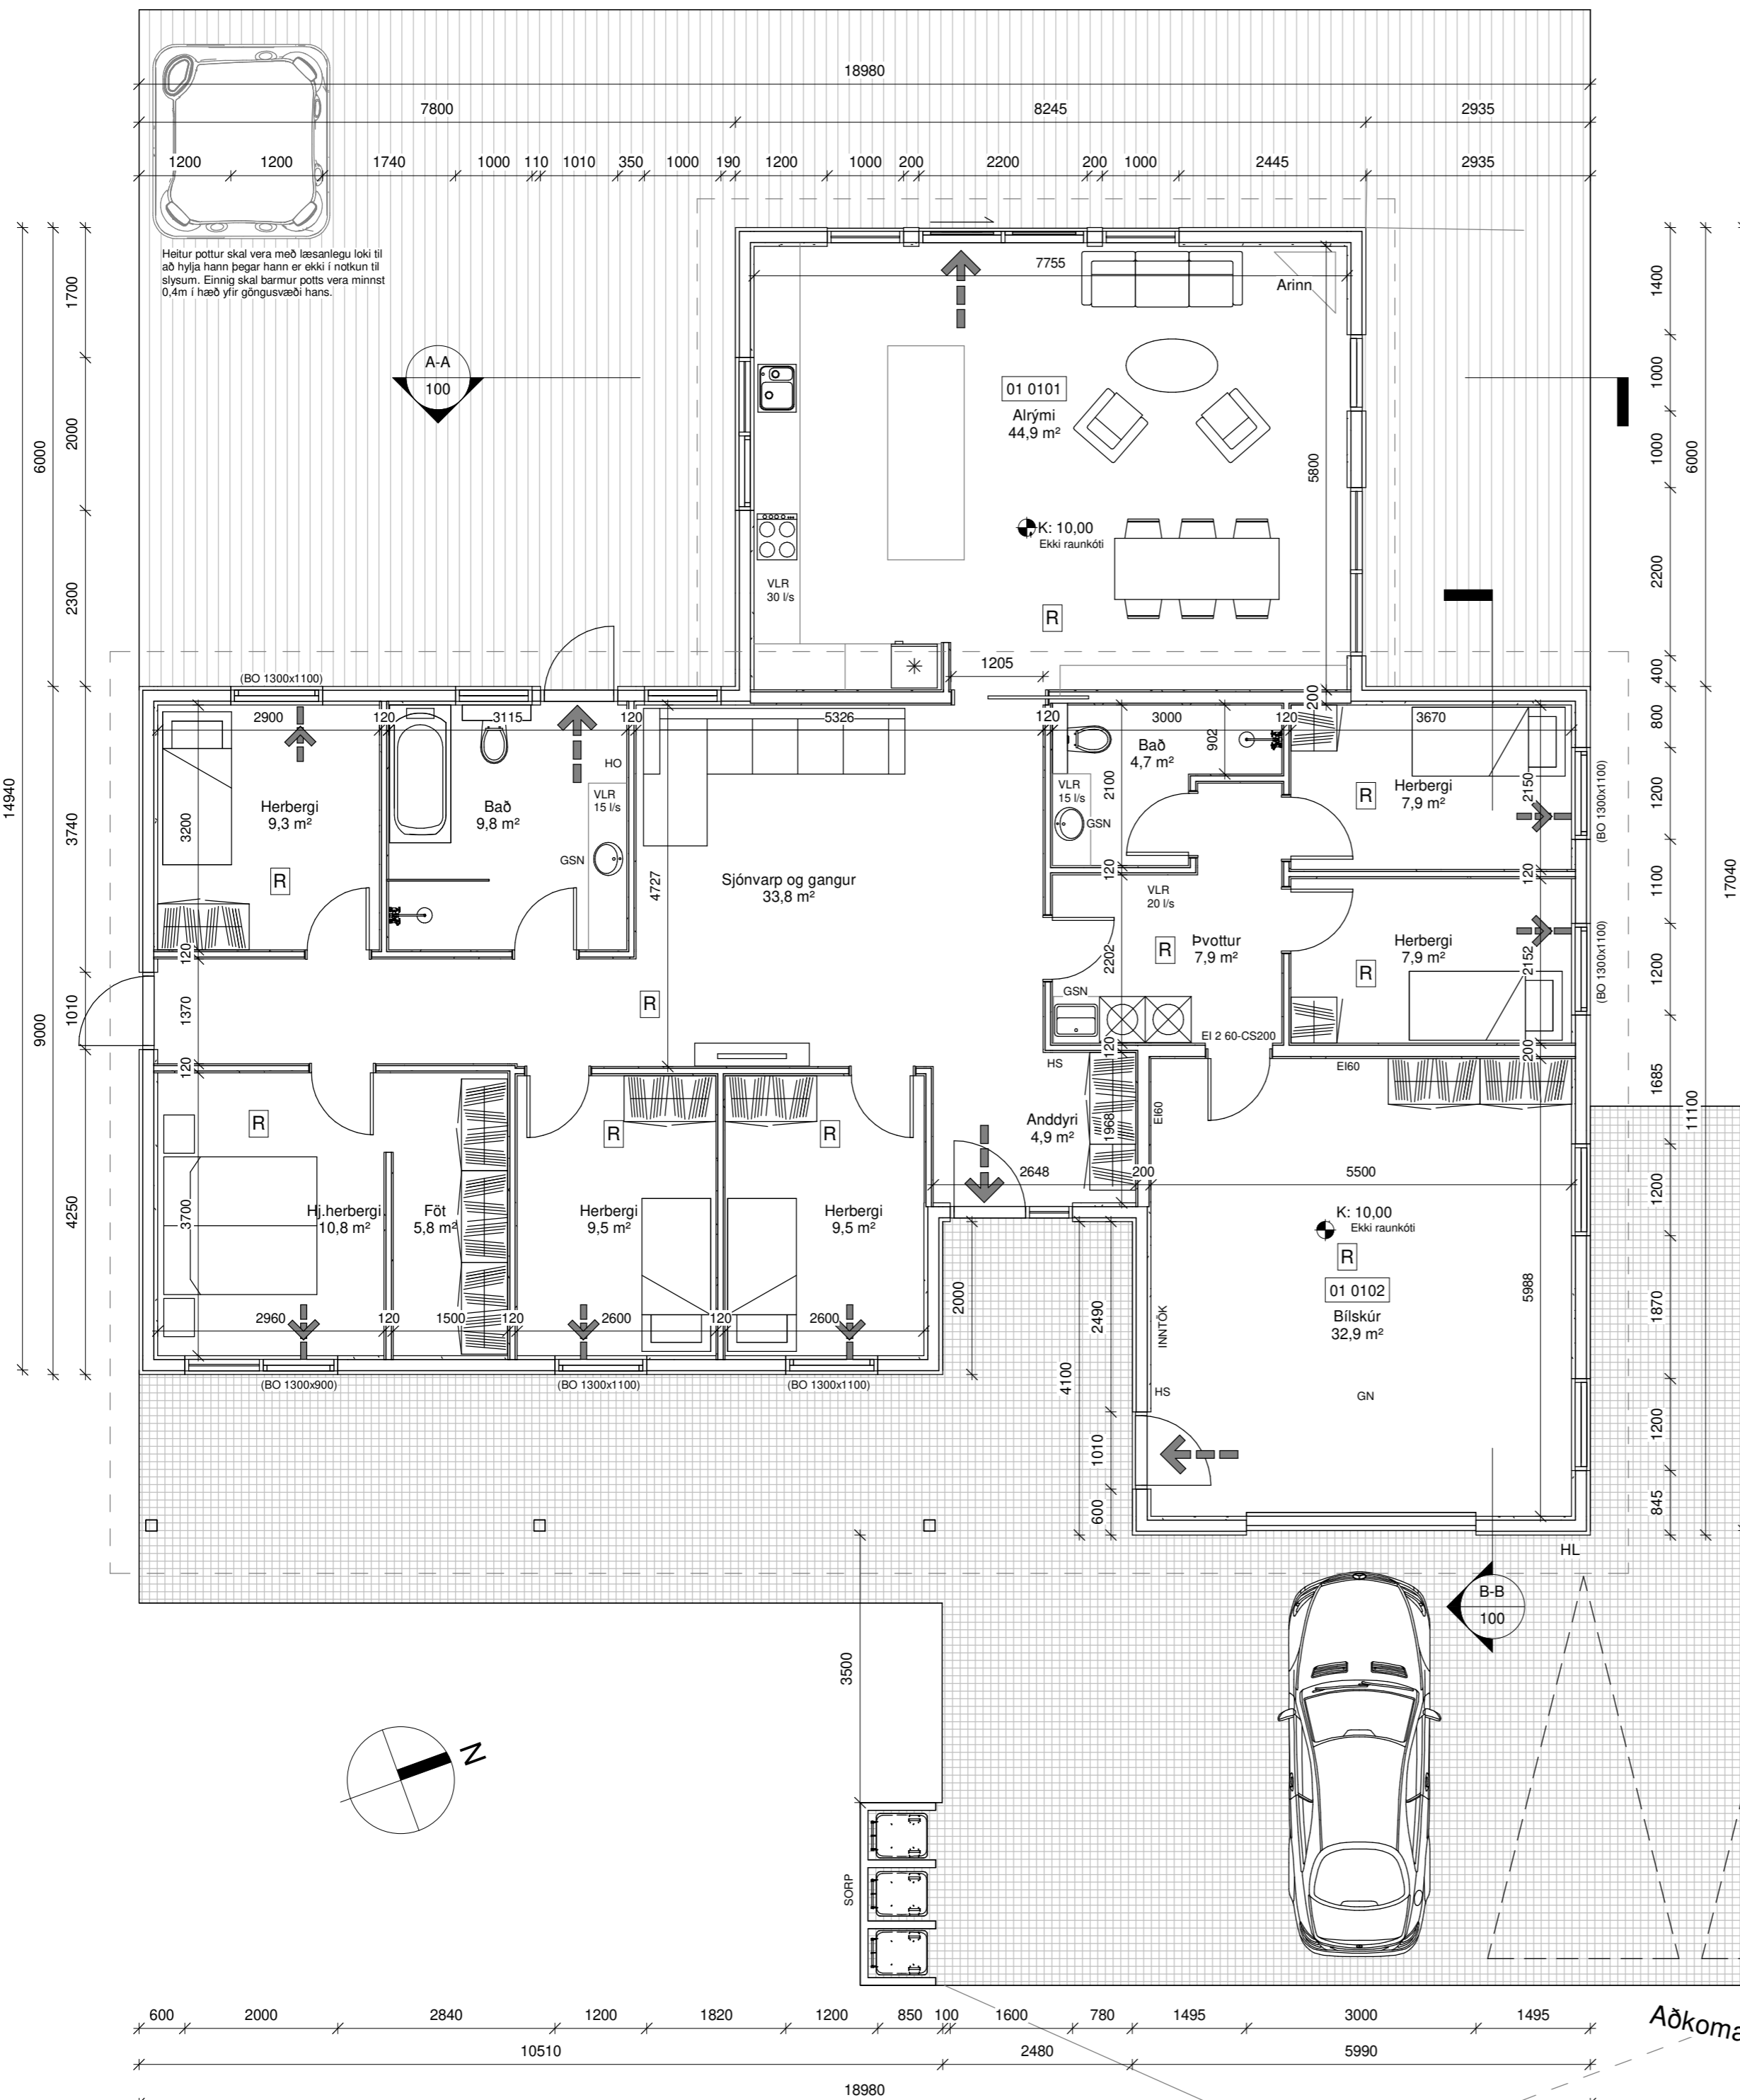 18980
7800 8245 2935
1200 1200 1740 1000 110 1010 350 1000 190 1200 1000 200 2200 200 1000 2445 2935
Heitur pottur skal vera með læsanlegu loki til
að hylja hann þegar hann er ekki í notkun til
slysum. Einnig skal barmur potts vera minnst
0,4m í hæð yfir göngusvæði hans.
14940
6000
9000
1700
2000
2300
3740
1010
4250
A-A
100
7755
Arinn
01 0101
Alrými
44,9 m²
5800
K: 10,00
Ekki raunkóti
VLR
30 l/s
R
1205
1400
1000
1000
2200
400
800
1200
1100
1200
1685
1200
1870
1200
845
6000
11100
17040
(BO 1300x1100)
2900 120 3115 120 5326 120 3000 120 200 3670
Herbergi
9,3 m²
3200
R
Bað
9,8 m²
HO
VLR
15 l/s
GSN
4727
Sjónvarp og gangur
33,8 m²
R
Bað
4,7 m²
902
2100
VLR
15 l/s
GSN
120
Herbergi
7,9 m²
R
2150
(BO 1300x1100)
VLR
20 l/s
Þvottur
7,9 m²
R
2202
GSN
EI 2 60-CS200
120
120
Herbergi
7,9 m²
R
2152
(BO 1300x1100)
200
120
1370
120
HS
Anddyri
4,9 m²
1968
2648 200 5500
EI60
EI60
R
Hj.herbergi
10,8 m²
3700
Föt
5,8 m²
R
Herbergi
9,5 m²
R
Herbergi
9,5 m²
2960 120 1500 120 2600 120 2600
(BO 1300x900)
(BO 1300x1100)
(BO 1300x1100)
2000
4100
2490
1010
600
K: 10,00
Ekki raunkóti
R
01 0102
Bílskúr
32,9 m²
5988
INNTÖK
HS
GN
HL
B-B
100
3500
N
SORP
600 2000 2840 1200 1820 1200 850 100 1600 780 1495 3000 1495
Aðkoma
10510 2480 5990
18980